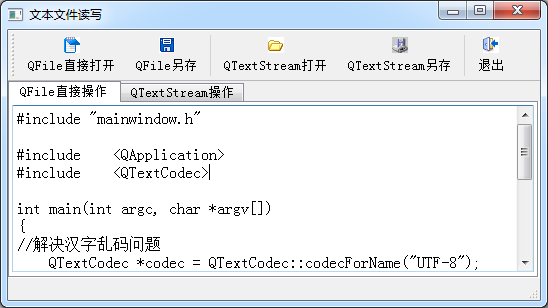 文本文件读写
QFile直接打开 QFile另存 QTextStream打开 QTextStream另存 退出
QFile直接操作 QTextStream操作
#include "mainwindow.h"
#include    <QApplication>
#include    <QTextCodec>
int main(int argc, char *argv[])
{
//解决汉字乱码问题
    QTextCodec *codec = QTextCodec::codecForName("UTF-8");